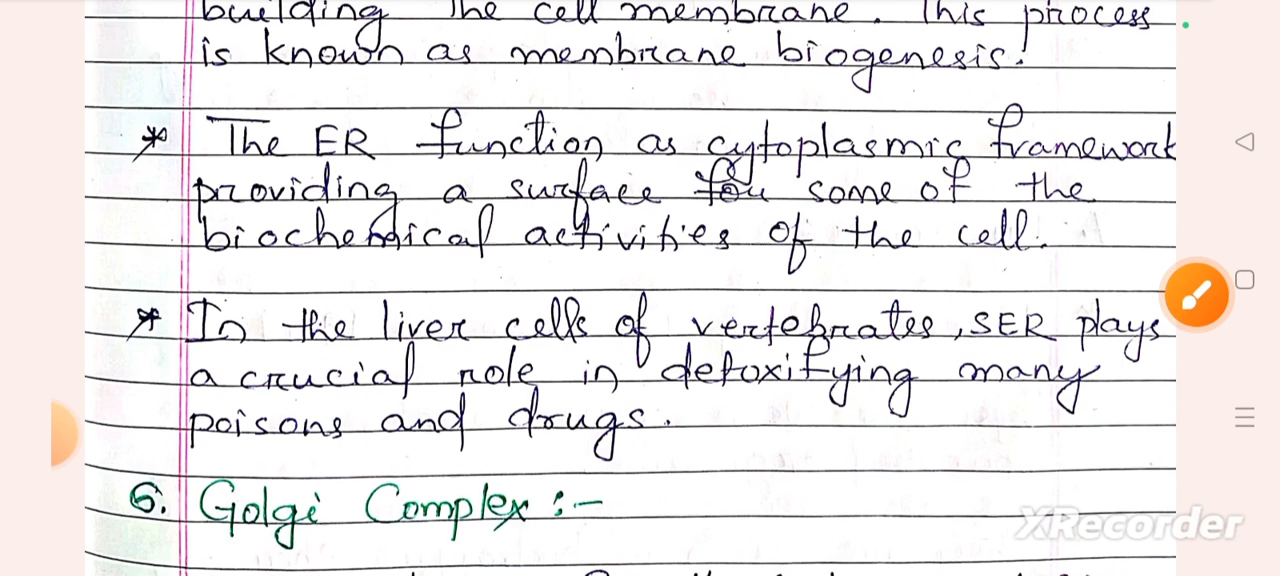 building the cell membrane. This process
is known as membrane biogenesis.
* The ER function as cytoplasmic framework
providing a surface for some of the
biochemical activities of the cell.
* In the liver cells of vertebrates, SER plays
a crucial role in detoxifying many
poisons and drugs.
6. Golgi Complex :-
XRecorder